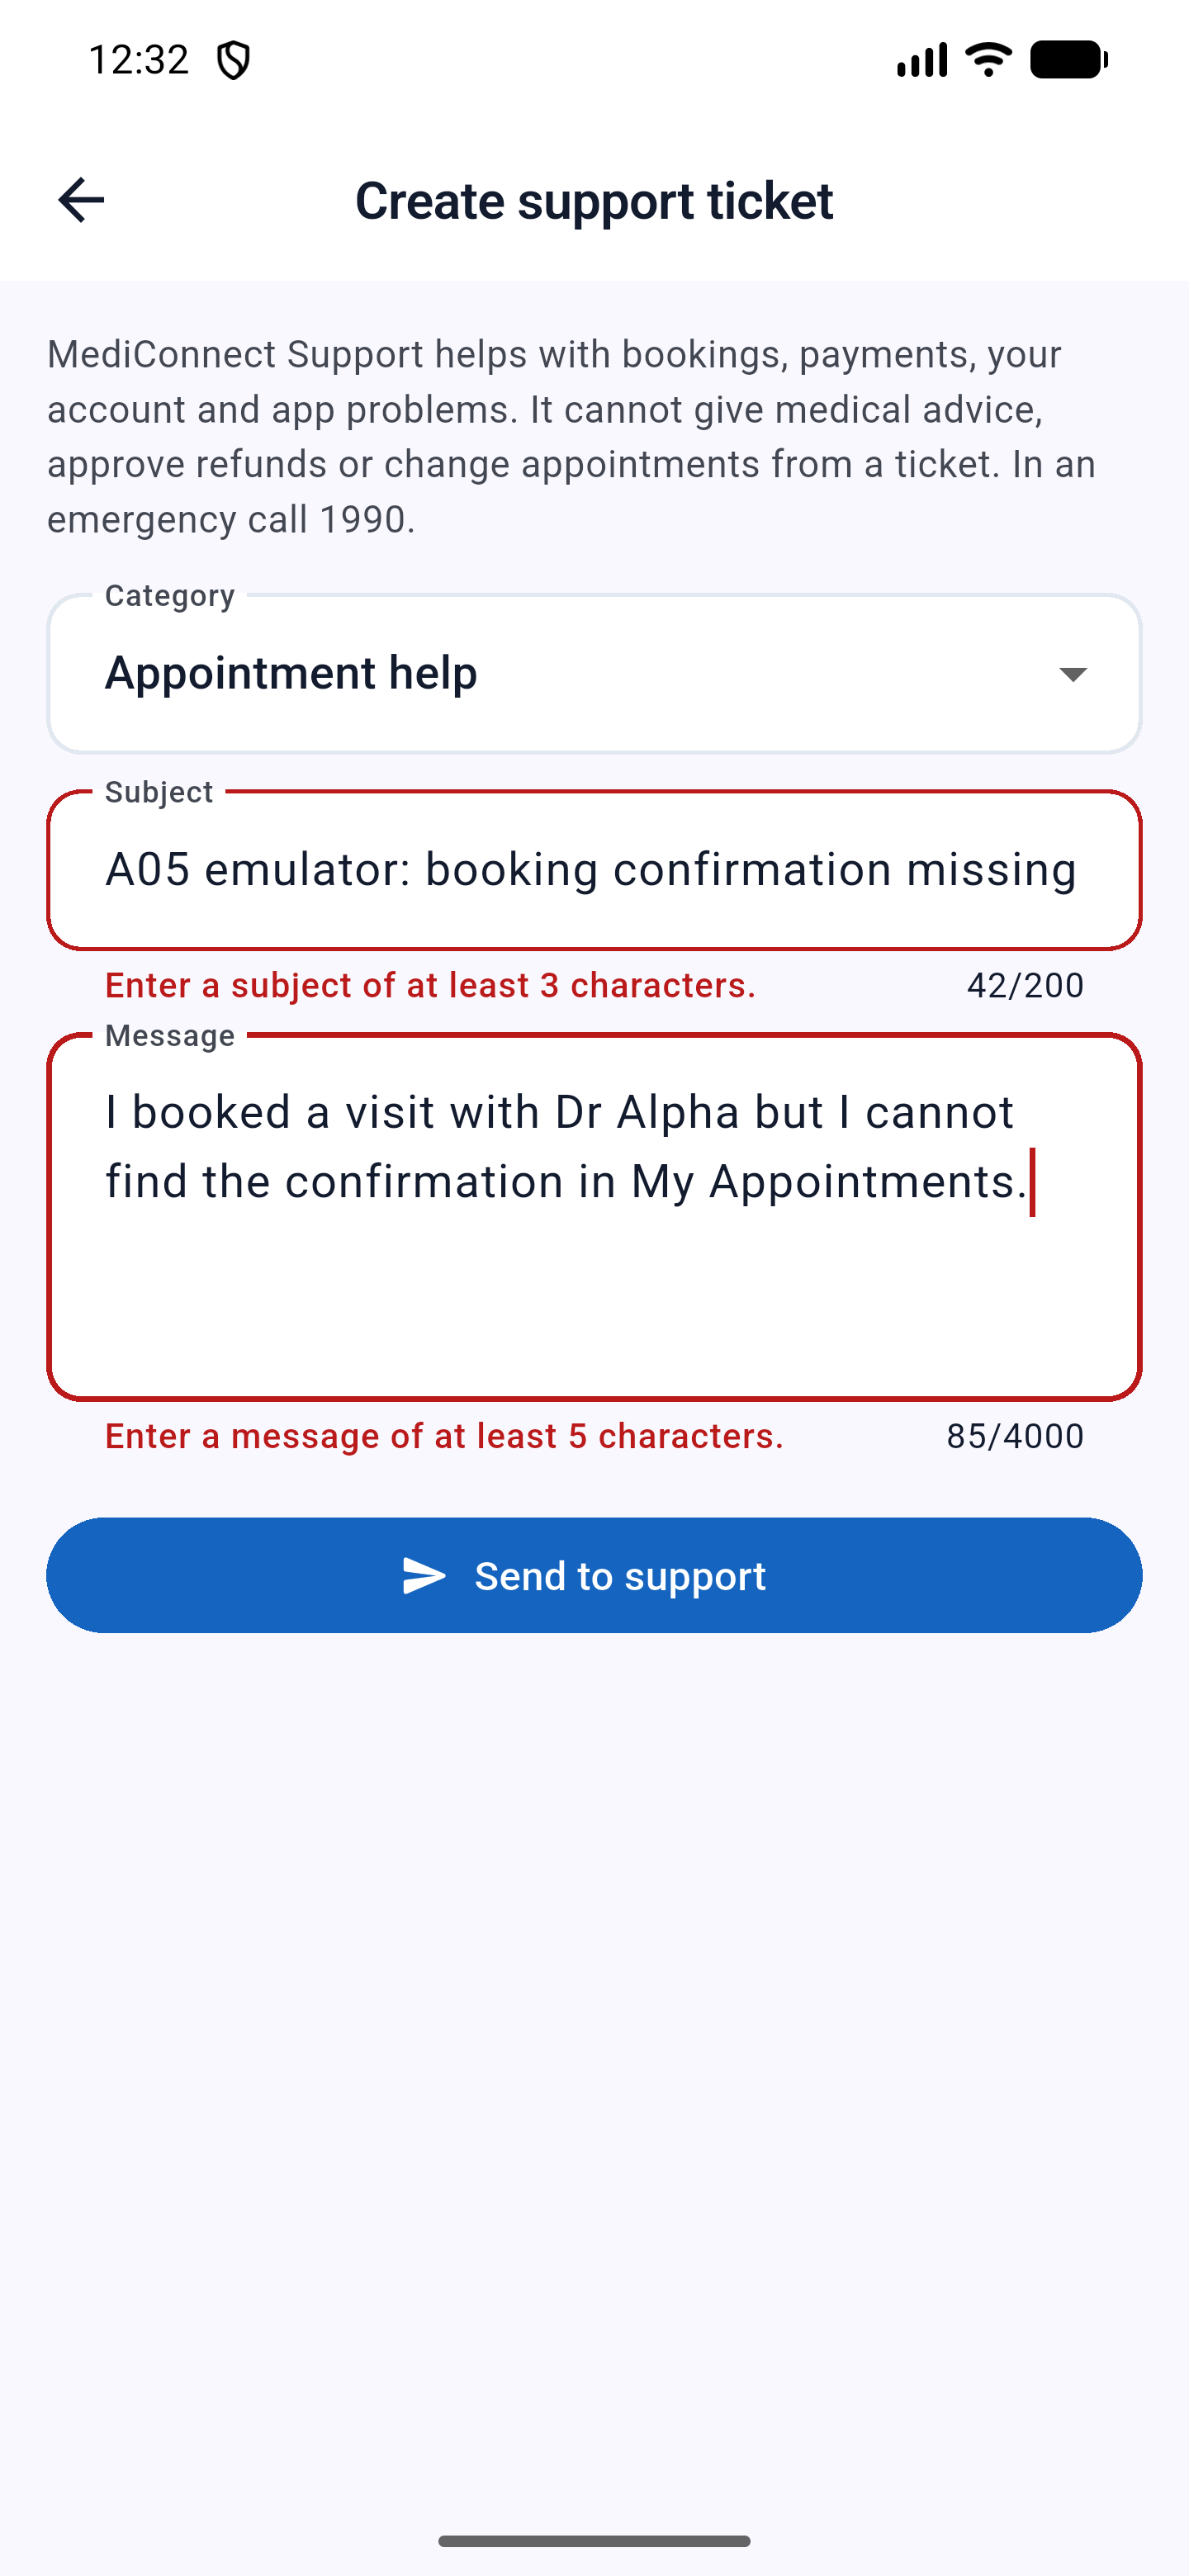 12:32
Create support ticket
MediConnect Support helps with bookings, payments, your
account and app problems. It cannot give medical advice,
approve refunds or change appointments from a ticket. In an
emergency call 1990.
Category
Appointment help
Subject
A05 emulator: booking confirmation missing
Enter a subject of at least 3 characters.
42/200
Message
I booked a visit with Dr Alpha but I cannot
find the confirmation in My Appointments.
Enter a message of at least 5 characters.
85/4000
Send to support